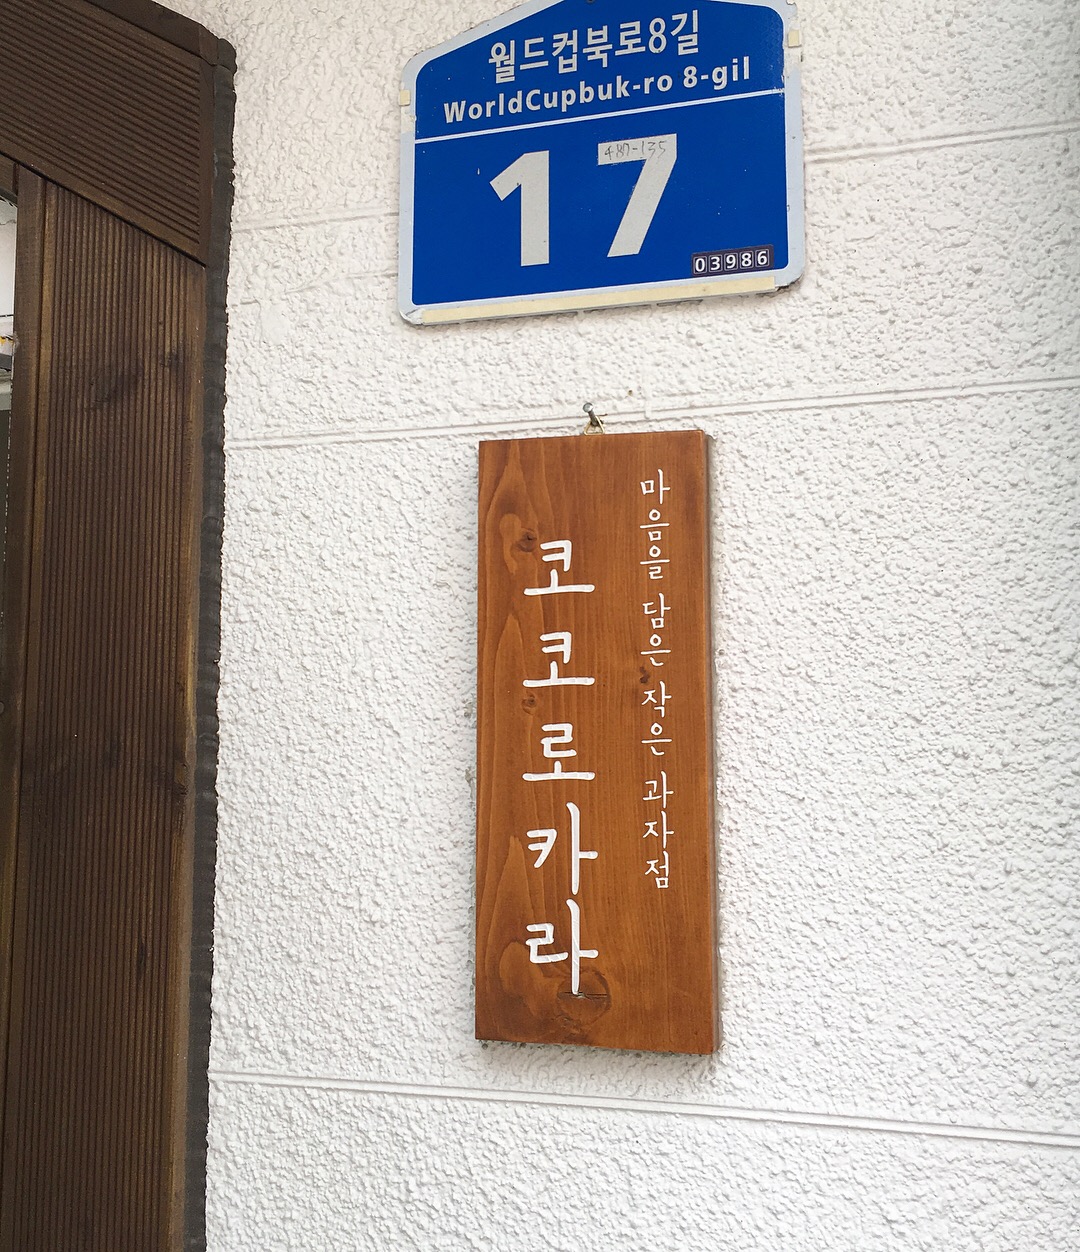 월드컵북로8길
WorldCupbuk-ro 8-gil
17
487-135
03986
마음을 담은 작은 과자점
코코로카라